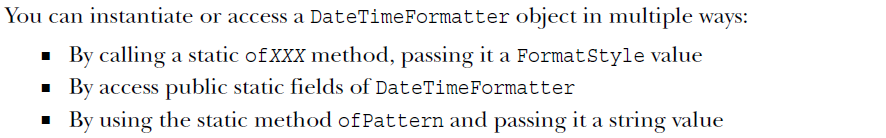 You can instantiate or access a DateTimeFormatter object in multiple ways:
▪ By calling a static ofXXX method, passing it a FormatStyle value
▪ By access public static fields of DateTimeFormatter
▪ By using the static method ofPattern and passing it a string value